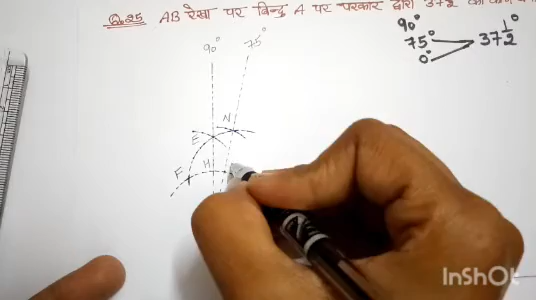 Q.25 AB रेखा पर बिन्दु A पर परकार द्वारा 37½° का कोण
90°
75° 37½°
0°
90° 75°
N
E
F H
InShOt